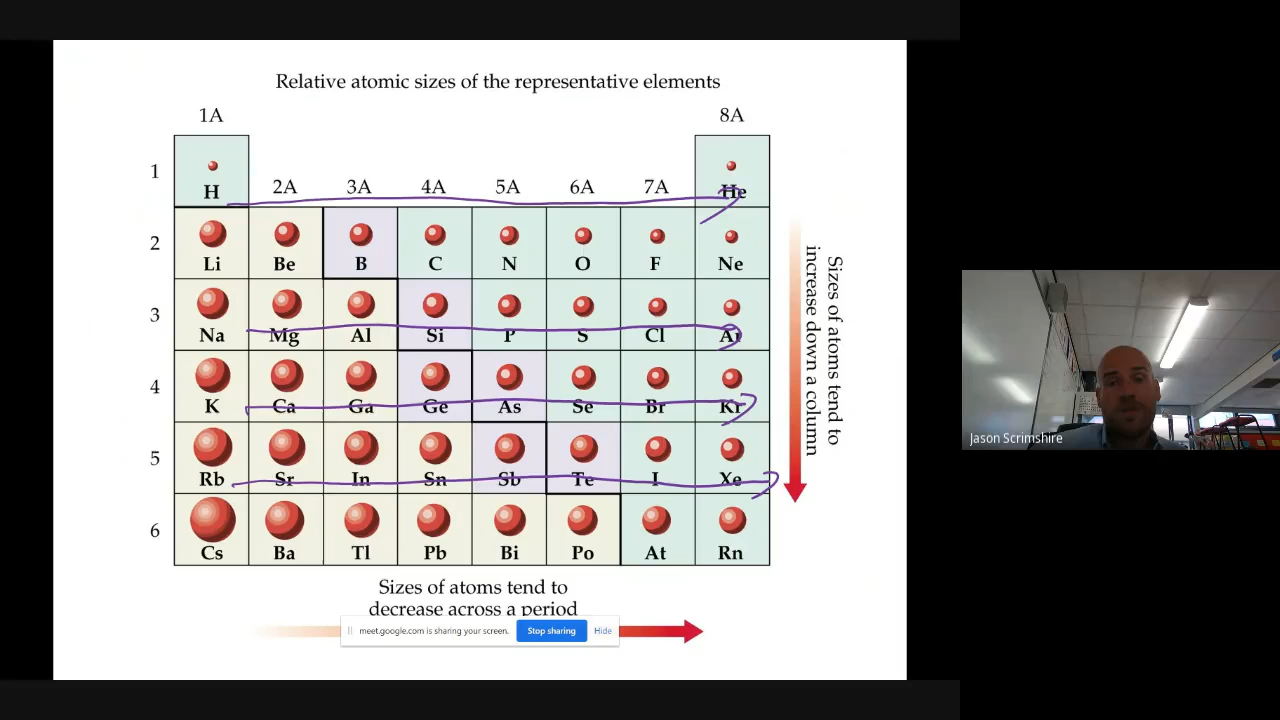 Relative atomic sizes of the representative elements
1A
8A
1
2A 3A 4A 5A 6A 7A
H
He
2
Li Be B C N O F Ne
3
Na Mg Al Si P S Cl Ar
4
K Ca Ga Ge As Se Br Kr
5
Rb Sr In Sn Sb Te I Xe
6
Cs Ba Tl Pb Bi Po At Rn
Sizes of atoms tend to
increase down a column
Sizes of atoms tend to
decrease across a period
meet.google.com is sharing your screen.
Stop sharing
Hide
Jason Scrimshire